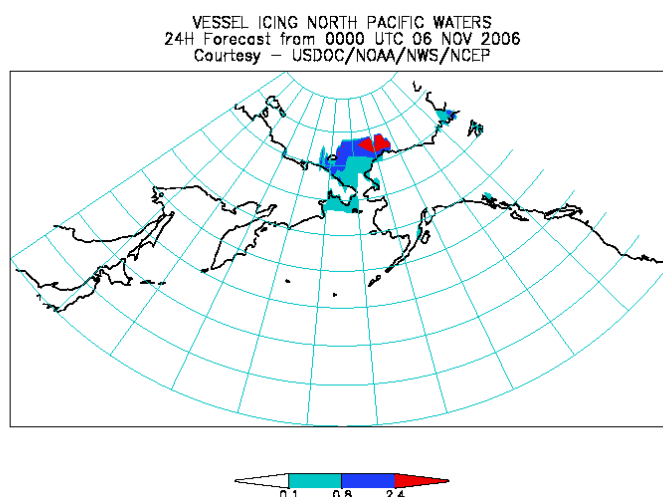 VESSEL ICING NORTH PACIFIC WATERS
24H Forecast from 0000 UTC 06 NOV 2006
Courtesy – USDOC/NOAA/NWS/NCEP
0.1 0.8 2.4